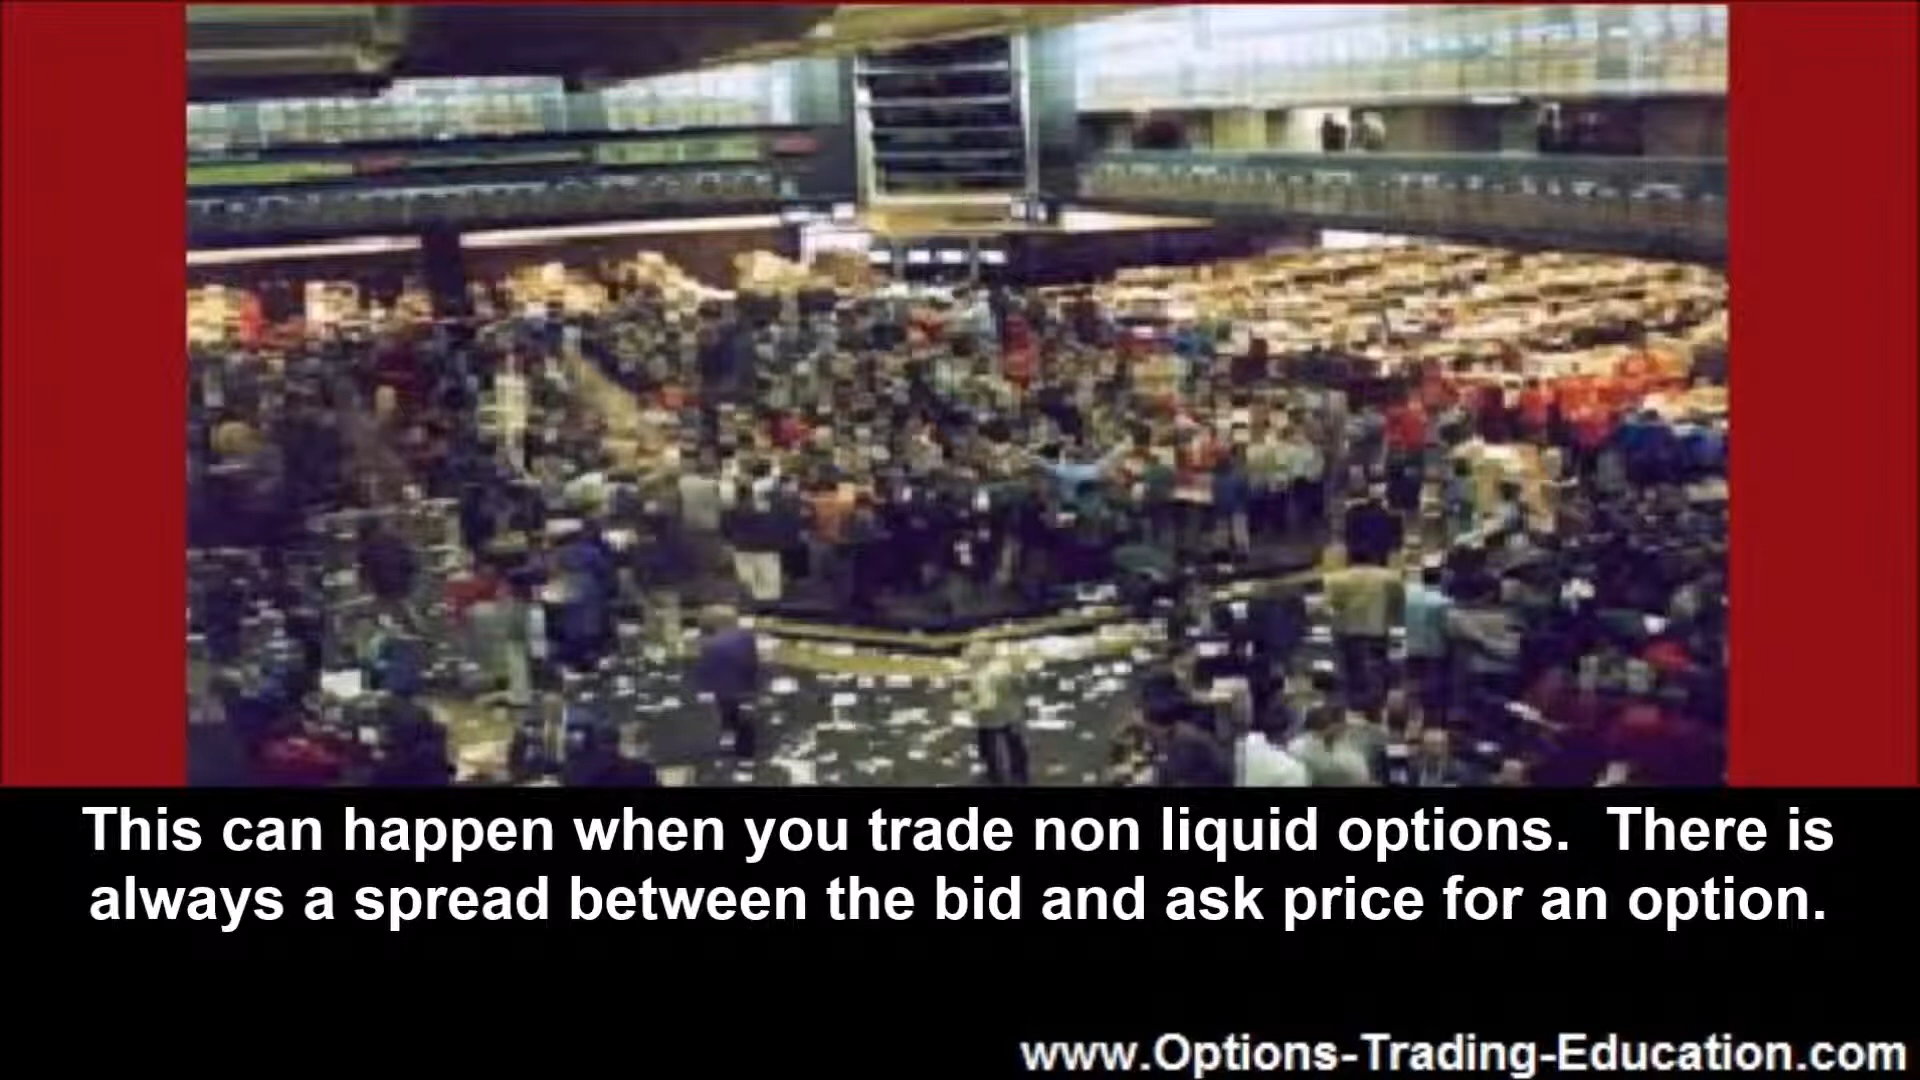 This can happen when you trade non liquid options.  There is
always a spread between the bid and ask price for an option.
www.Options-Trading-Education.com